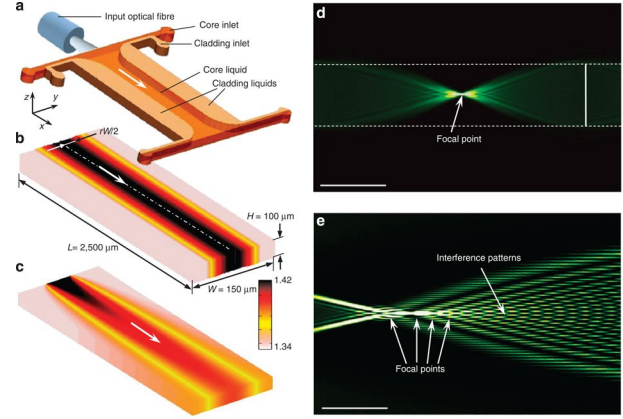 a
Input optical fibre
Core inlet
Cladding inlet
Core liquid
Cladding liquids
z
y
x
b
rW/2
H = 100 μm
L= 2,500 μm
W = 150 μm
c
1.42
1.34
d
Focal point
e
Interference patterns
Focal points